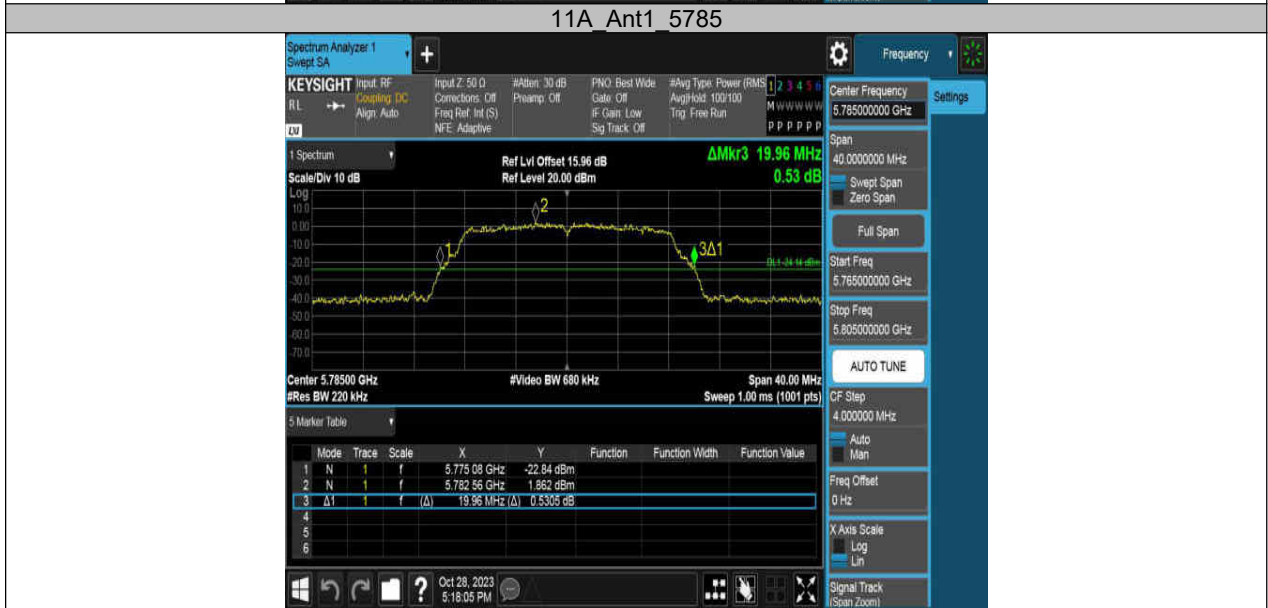 11A_Ant1_5785
Spectrum Analyzer 1
Swept SA
+
Frequency
KEYSIGHT
RL
LXI
Input: RF
Coupling: DC
Align: Auto
Input Z: 50 Ω
Corrections: Off
Freq Ref: Int (S)
NFE: Adaptive
#Atten: 30 dB
Preamp: Off
PNO: Best Wide
Gate: Off
IF Gain: Low
Sig Track: Off
#Avg Type: Power (RMS
Avg|Hold: 100/100
Trig: Free Run
1 2 3 4 5 6
M W W W W W
P P P P P P
Center Frequency
5.785000000 GHz
Settings
1 Spectrum
Scale/Div 10 dB
Ref Lvl Offset 15.96 dB
Ref Level 20.00 dBm
ΔMkr3 19.96 MHz
0.53 dB
Span
40.0000000 MHz
Swept Span
Zero Span
Full Span
Start Freq
5.765000000 GHz
Stop Freq
5.805000000 GHz
AUTO TUNE
CF Step
4.000000 MHz
Auto
Man
Freq Offset
0 Hz
X Axis Scale
Log
Lin
Signal Track
(Span Zoom)
Log
10.0
0.00
-10.0
-20.0
-30.0
-40.0
-50.0
-60.0
-70.0
1
2
3Δ1
DL1 -24.14 dBm
Center 5.78500 GHz
#Video BW 680 kHz
Span 40.00 MHz
#Res BW 220 kHz
Sweep 1.00 ms (1001 pts)
5 Marker Table
Mode Trace Scale X Y Function Function Width Function Value
1 N 1 f 5.775 08 GHz -22.84 dBm
2 N 1 f 5.782 56 GHz 1.862 dBm
3 Δ1 1 f (Δ) 19.96 MHz (Δ) 0.5305 dB
4
5
6
?
Oct 28, 2023
5:18:05 PM